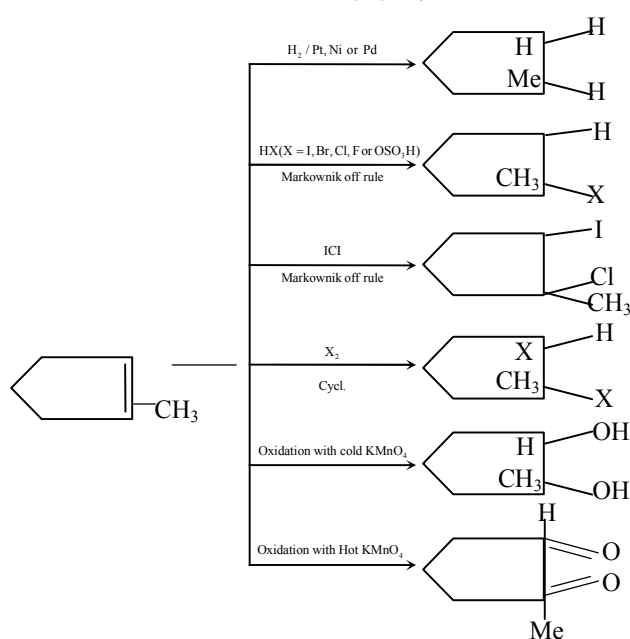 H
H₂ / Pt, Ni or Pd
H
Me
H
HX(X = I, Br, Cl, F or OSO₃H)
H
Markownik off rule
CH₃
X
I
ICI
Cl
Markownik off rule
CH₃
H
X₂
X
CH₃
Cycl.
X
CH₃
OH
Oxidation with cold KMnO₄
H
CH₃
OH
H
Oxidation with Hot KMnO₄
O
O
Me